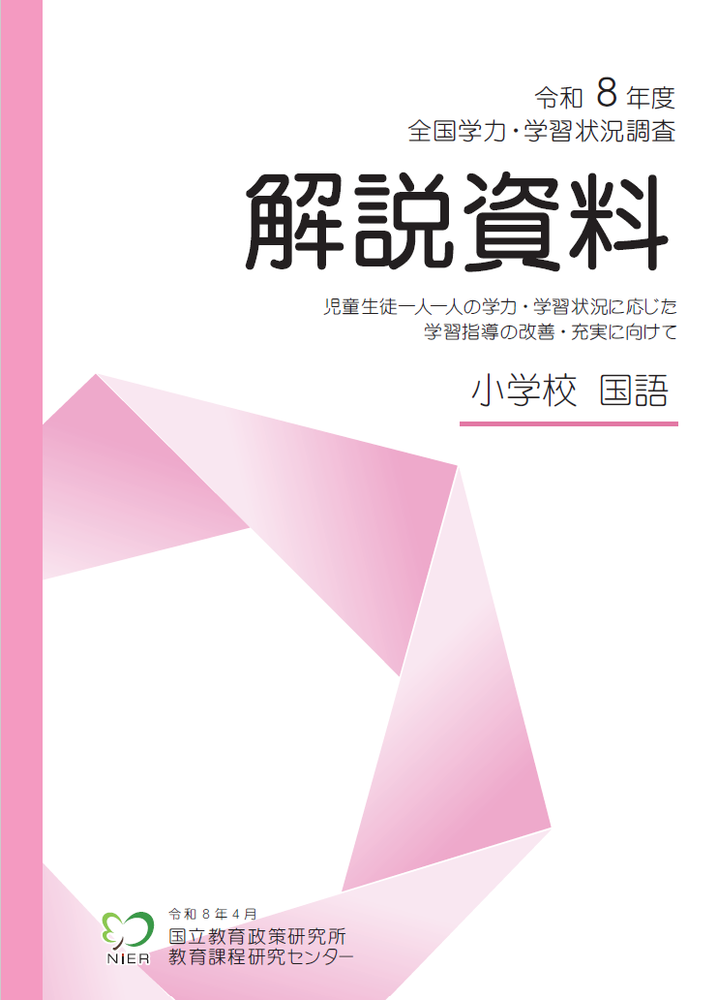 令和 8 年度
全国学力・学習状況調査
解説資料
児童生徒一人一人の学力・学習状況に応じた
学習指導の改善・充実に向けて
小学校 国語
令和8年4月
国立教育政策研究所
教育課程研究センター
NIER